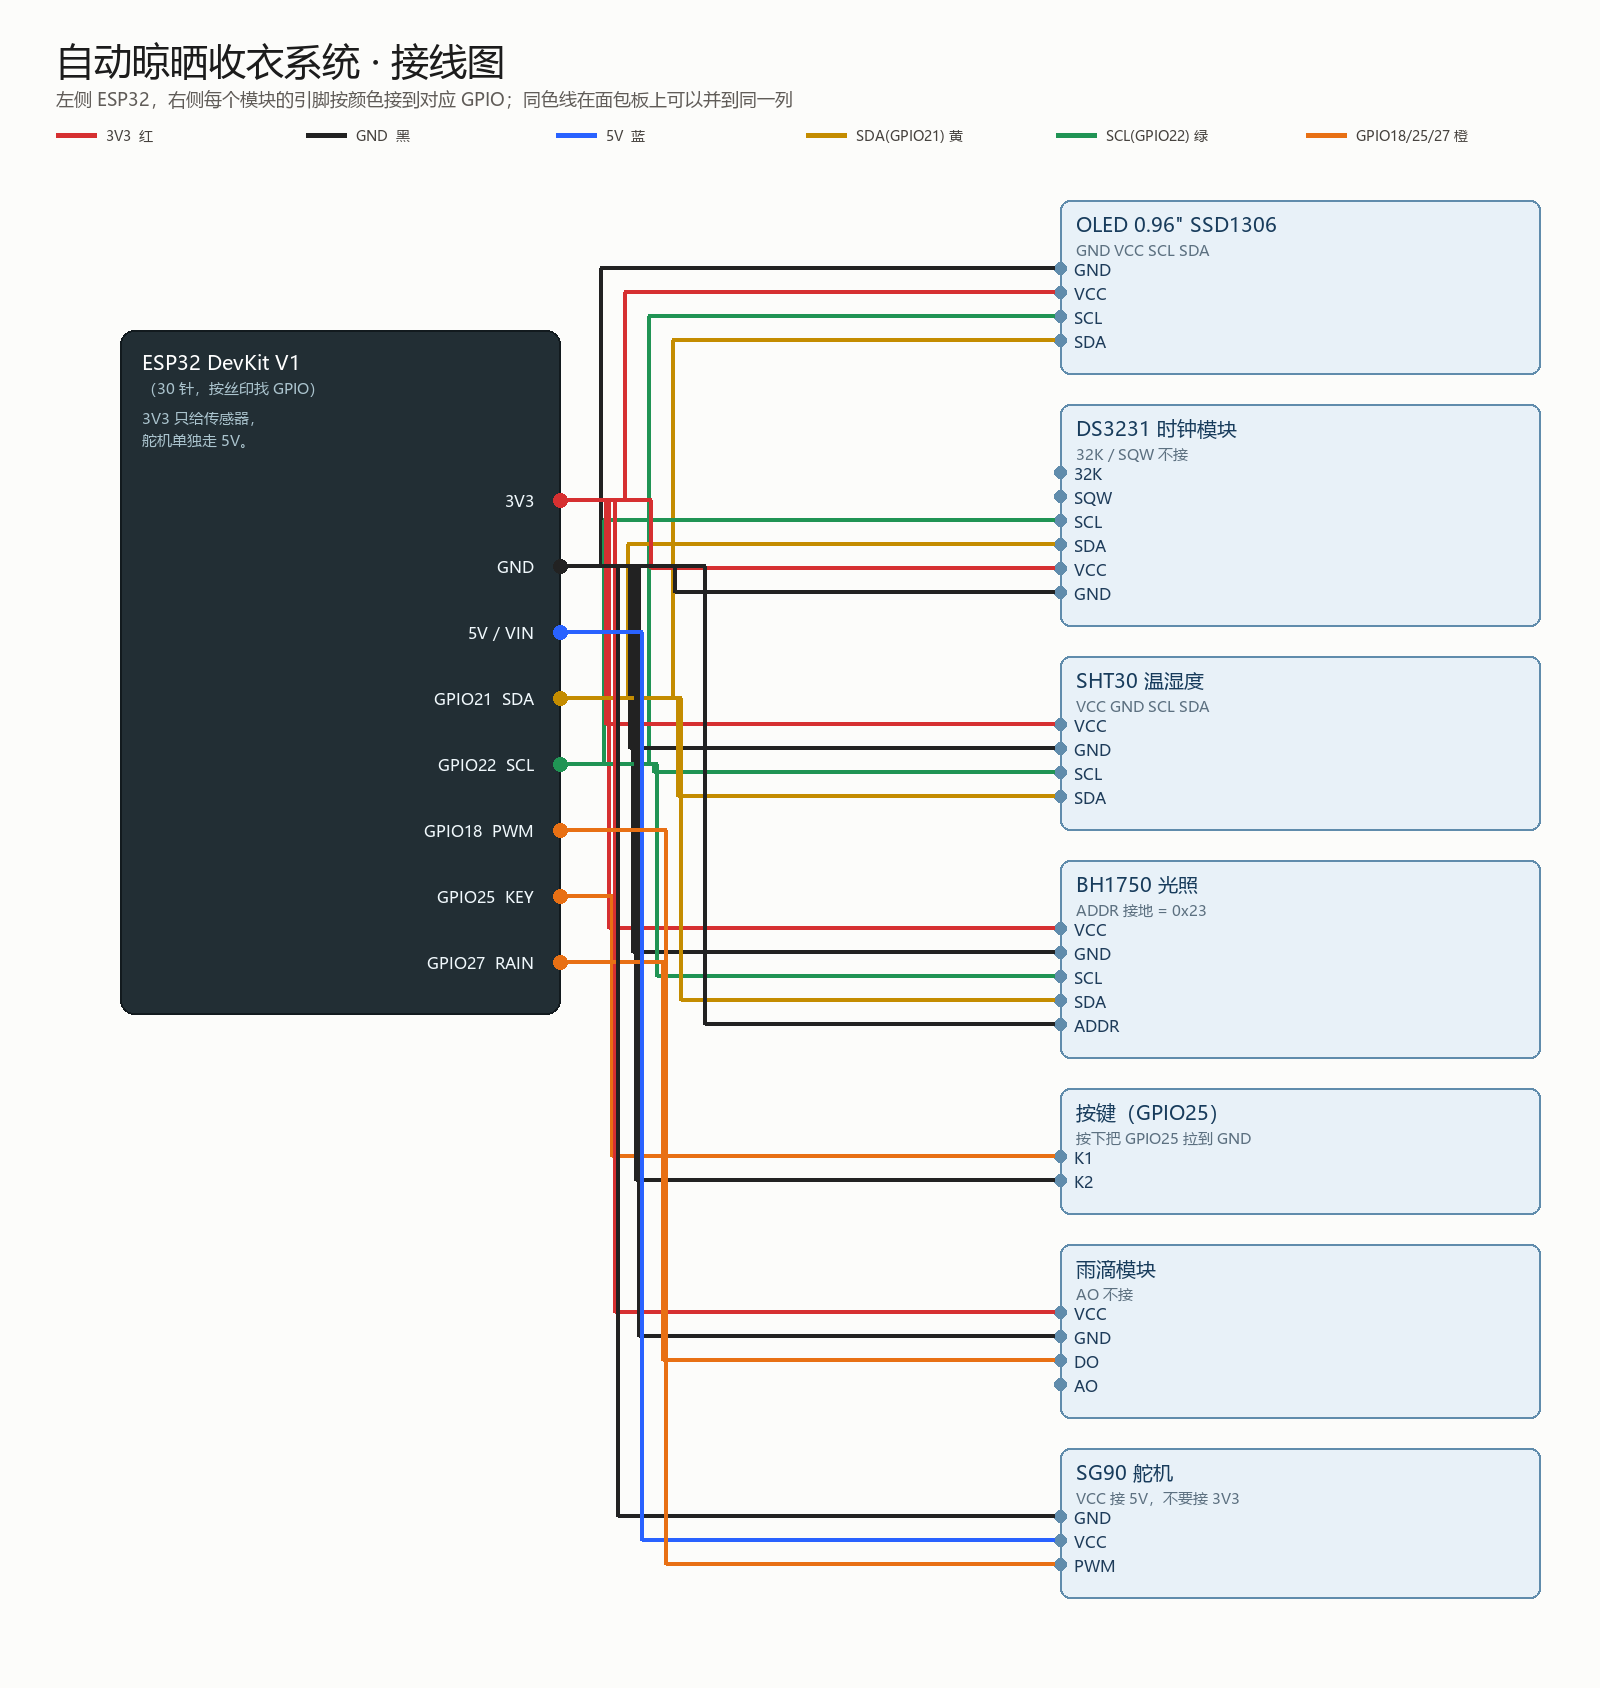 自动晾晒收衣系统 · 接线图
左侧 ESP32，右侧每个模块的引脚按颜色接到对应 GPIO；同色线在面包板上可以并到同一列
3V3 红
GND 黑
5V 蓝
SDA(GPIO21) 黄
SCL(GPIO22) 绿
GPIO18/25/27 橙
ESP32 DevKit V1
（30 针，按丝印找 GPIO）
3V3 只给传感器，
舵机单独走 5V。
3V3
GND
5V / VIN
GPIO21 SDA
GPIO22 SCL
GPIO18 PWM
GPIO25 KEY
GPIO27 RAIN
OLED 0.96" SSD1306
GND VCC SCL SDA
GND
VCC
SCL
SDA
DS3231 时钟模块
32K / SQW 不接
32K
SQW
SCL
SDA
VCC
GND
SHT30 温湿度
VCC GND SCL SDA
VCC
GND
SCL
SDA
BH1750 光照
ADDR 接地 = 0x23
VCC
GND
SCL
SDA
ADDR
按键（GPIO25）
按下把 GPIO25 拉到 GND
K1
K2
雨滴模块
AO 不接
VCC
GND
DO
AO
SG90 舵机
VCC 接 5V，不要接 3V3
GND
VCC
PWM